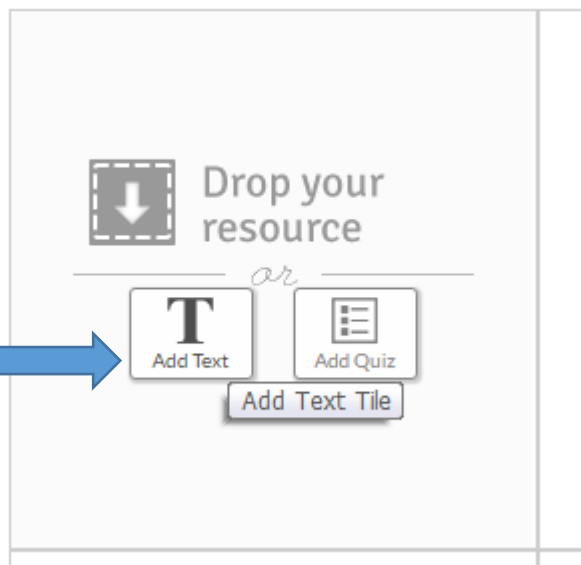 Drop your
resource
or
T
Add Text
Add Quiz
Add Text Tile